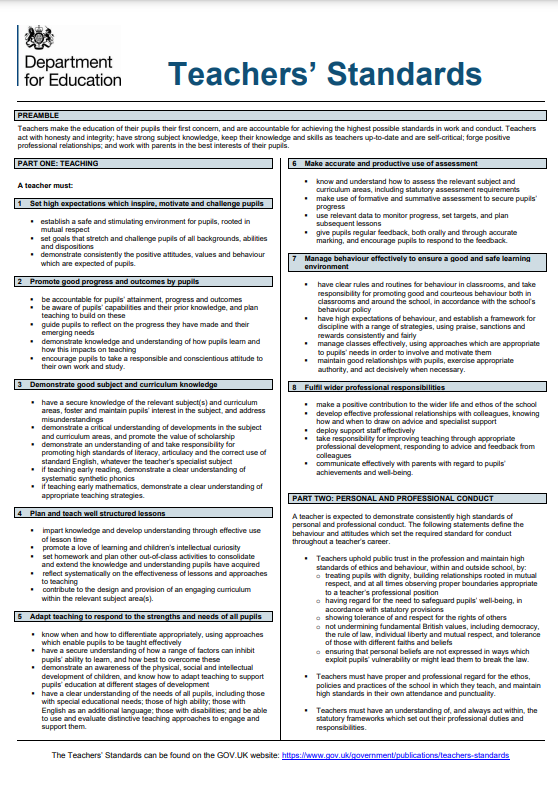 Department
for Education
Teachers' Standards
PREAMBLE
Teachers make the education of their pupils their first concern, and are accountable for achieving the highest possible standards in work and conduct. Teachers
act with honesty and integrity; have strong subject knowledge, keep their knowledge and skills as teachers up-to-date and are self-critical; forge positive
professional relationships; and work with parents in the best interests of their pupils.
PART ONE: TEACHING
A teacher must:
1 Set high expectations which inspire, motivate and challenge pupils
▪ establish a safe and stimulating environment for pupils, rooted in
mutual respect
▪ set goals that stretch and challenge pupils of all backgrounds, abilities
and dispositions
▪ demonstrate consistently the positive attitudes, values and behaviour
which are expected of pupils.
2 Promote good progress and outcomes by pupils
▪ be accountable for pupils' attainment, progress and outcomes
▪ be aware of pupils' capabilities and their prior knowledge, and plan
teaching to build on these
▪ guide pupils to reflect on the progress they have made and their
emerging needs
▪ demonstrate knowledge and understanding of how pupils learn and
how this impacts on teaching
▪ encourage pupils to take a responsible and conscientious attitude to
their own work and study.
3 Demonstrate good subject and curriculum knowledge
▪ have a secure knowledge of the relevant subject(s) and curriculum
areas, foster and maintain pupils' interest in the subject, and address
misunderstandings
▪ demonstrate a critical understanding of developments in the subject
and curriculum areas, and promote the value of scholarship
▪ demonstrate an understanding of and take responsibility for
promoting high standards of literacy, articulacy and the correct use of
standard English, whatever the teacher's specialist subject
▪ if teaching early reading, demonstrate a clear understanding of
systematic synthetic phonics
▪ if teaching early mathematics, demonstrate a clear understanding of
appropriate teaching strategies.
4 Plan and teach well structured lessons
▪ impart knowledge and develop understanding through effective use
of lesson time
▪ promote a love of learning and children's intellectual curiosity
▪ set homework and plan other out-of-class activities to consolidate
and extend the knowledge and understanding pupils have acquired
▪ reflect systematically on the effectiveness of lessons and approaches
to teaching
▪ contribute to the design and provision of an engaging curriculum
within the relevant subject area(s).
5 Adapt teaching to respond to the strengths and needs of all pupils
▪ know when and how to differentiate appropriately, using approaches
which enable pupils to be taught effectively
▪ have a secure understanding of how a range of factors can inhibit
pupils' ability to learn, and how best to overcome these
▪ demonstrate an awareness of the physical, social and intellectual
development of children, and know how to adapt teaching to support
pupils' education at different stages of development
▪ have a clear understanding of the needs of all pupils, including those
with special educational needs; those of high ability; those with
English as an additional language; those with disabilities; and be able
to use and evaluate distinctive teaching approaches to engage and
support them.
6 Make accurate and productive use of assessment
▪ know and understand how to assess the relevant subject and
curriculum areas, including statutory assessment requirements
▪ make use of formative and summative assessment to secure pupils'
progress
▪ use relevant data to monitor progress, set targets, and plan
subsequent lessons
▪ give pupils regular feedback, both orally and through accurate
marking, and encourage pupils to respond to the feedback.
7 Manage behaviour effectively to ensure a good and safe learning
environment
▪ have clear rules and routines for behaviour in classrooms, and take
responsibility for promoting good and courteous behaviour both in
classrooms and around the school, in accordance with the school's
behaviour policy
▪ have high expectations of behaviour, and establish a framework for
discipline with a range of strategies, using praise, sanctions and
rewards consistently and fairly
▪ manage classes effectively, using approaches which are appropriate
to pupils' needs in order to involve and motivate them
▪ maintain good relationships with pupils, exercise appropriate
authority, and act decisively when necessary.
8 Fulfil wider professional responsibilities
▪ make a positive contribution to the wider life and ethos of the school
▪ develop effective professional relationships with colleagues, knowing
how and when to draw on advice and specialist support
▪ deploy support staff effectively
▪ take responsibility for improving teaching through appropriate
professional development, responding to advice and feedback from
colleagues
▪ communicate effectively with parents with regard to pupils'
achievements and well-being.
PART TWO: PERSONAL AND PROFESSIONAL CONDUCT
A teacher is expected to demonstrate consistently high standards
of personal and professional conduct. The following statements define the
behaviour and attitudes which set the required standard for conduct
throughout a teacher's career.
▪ Teachers uphold public trust in the profession and maintain high
standards of ethics and behaviour, within and outside school, by:
o treating pupils with dignity, building relationships rooted in mutual
respect, and at all times observing proper boundaries appropriate
to a teacher's professional position
o having regard for the need to safeguard pupils' well-being, in
accordance with statutory provisions
o showing tolerance of and respect for the rights of others
o not undermining fundamental British values, including democracy,
the rule of law, individual liberty and mutual respect, and tolerance
of those with different faiths and beliefs
o ensuring that personal beliefs are not expressed in ways which
exploit pupils' vulnerability or might lead them to break the law.
▪ Teachers must have proper and professional regard for the ethos,
policies and practices of the school in which they teach, and maintain
high standards in their own attendance and punctuality.
▪ Teachers must have an understanding of, and always act within, the
statutory frameworks which set out their professional duties and
responsibilities.
The Teachers' Standards can be found on the GOV.UK website: https://www.gov.uk/government/publications/teachers-standards